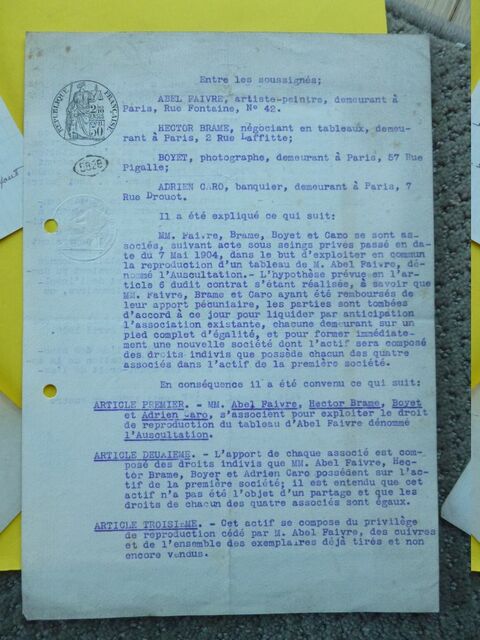 Entre les soussignés;
ABEL FAIVRE, artiste-peintre, demeurant à
Paris, Rue Fontaine, N° 42.
HECTOR BRAME, négociant en tableaux, demeu-
rant à Paris, 2 Rue Laffitte;
BOYET, photographe, demeurant à Paris, 57 Rue
Pigalle;
ADRIEN CARO, banquier, demeurant à Paris, 7
Rue Drouot.
Il a été expliqué ce qui suit:
MM. Faivre, Brame, Boyet et Caro se sont as-
sociés, suivant acte sous seings privés passé en da-
te du 7 Mai 1904, dans le but d'exploiter en commun
la reproduction d'un tableau de M. Abel Faivre, dé-
nommé l'Auscultation.- L'hypothèse prévue en l'ar-
ticle 6 dudit contrat s'étant réalisée, à savoir que
MM. Faivre, Brame et Caro ayant été remboursés de
leur apport pécuniaire, les parties sont tombées
d'accord à ce jour pour liquider par anticipation
l'association existante, chacune demeurant sur un
pied complet d'égalité, et pour former immédiate-
ment une nouvelle société dont l'actif sera composé
des droits indivis que possède chacun des quatre
associés dans l'actif de la première société.
En conséquence il a été convenu ce qui suit:
ARTICLE PREMIER. - MM. Abel Faivre, Hector Brame, Boyet
et Adrien Caro, s'associent pour exploiter le droit
de reproduction du tableau d'Abel Faivre dénommé
l'Auscultation.
ARTICLE DEUXIEME. - L'apport de chaque associé est com-
posé des droits indivis que MM. Abel Faivre, Hec-
tor Brame, Boyer et Adrien Caro possèdent sur l'ac-
tif de la première société; il est entendu que cet
actif n'a pas été l'objet d'un partage et que les
droits de chacun des quatre associés sont égaux.
ARTICLE TROISIEME. - Cet actif se compose du privilège
de reproduction cédé par M. Abel Faivre, des cuivres
et de l'ensemble des exemplaires déjà tirés et non
encore vendus.
REPUBLIQUE FRANÇAISE